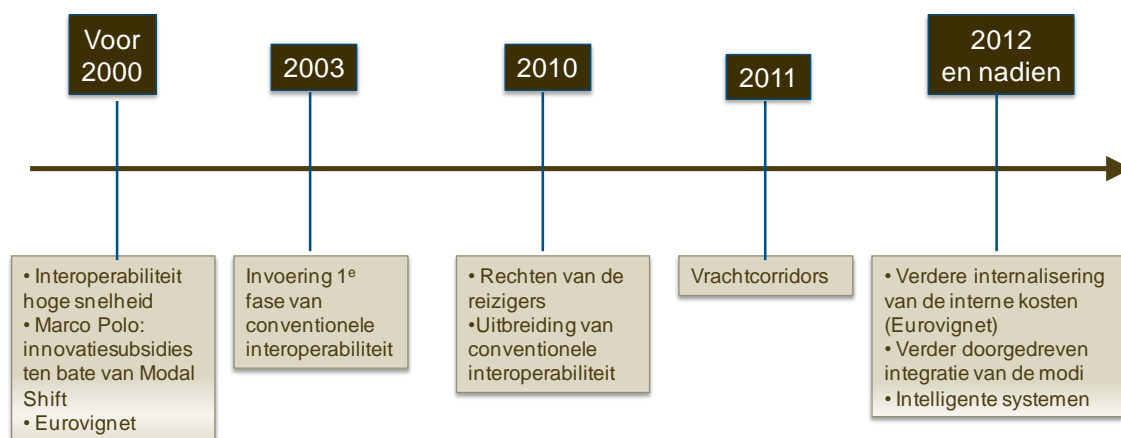 Voor
2000
2003
2010
2011
2012
en nadien
• Interoperabiliteit
hoge snelheid
• Marco Polo:
innovatiesubsidies
ten bate van Modal
Shift
• Eurovignet
Invoering 1e
fase van
conventionele
interoperabiliteit
• Rechten van de
reizigers
•Uitbreiding van
conventionele
interoperabiliteit
Vrachtcorridors
• Verdere internalisering
van de interne kosten
(Eurovignet)
• Verder doorgedreven
integratie van de modi
• Intelligente systemen